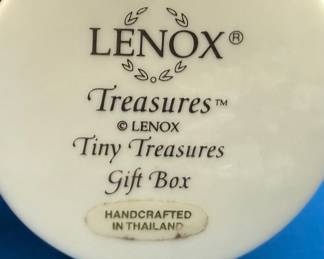 LENOX®
Treasures™
© LENOX
Tiny Treasures
Gift Box
HANDCRAFTED
IN THAILAND